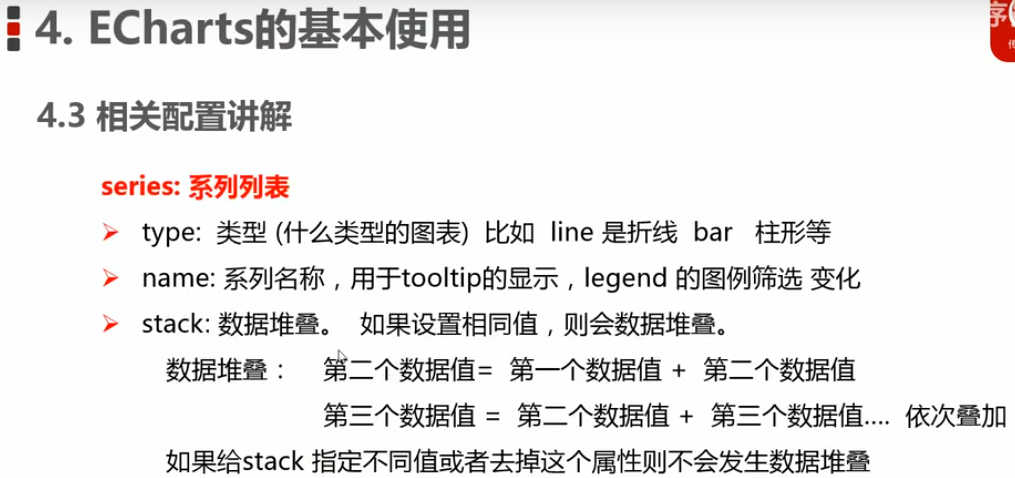 4. ECharts的基本使用
序
传
4.3 相关配置讲解
series: 系列列表
type: 类型 (什么类型的图表) 比如 line 是折线 bar 柱形等
name: 系列名称，用于tooltip的显示，legend 的图例筛选 变化
stack: 数据堆叠。 如果设置相同值，则会数据堆叠。
数据堆叠： 第二个数据值= 第一个数据值 + 第二个数据值
第三个数据值 = 第二个数据值 + 第三个数据值.... 依次叠加
如果给stack 指定不同值或者去掉这个属性则不会发生数据堆叠